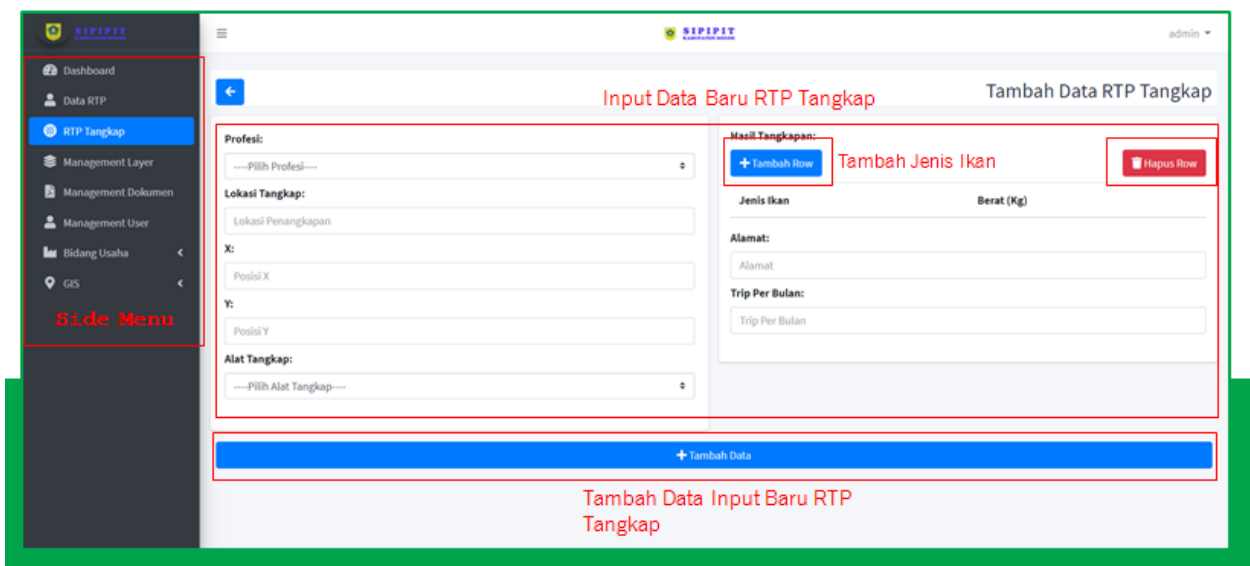 SIPIPIT
SIPIPIT
admin
Dashboard
Data RTP
RTP Tangkap
Management Layer
Management Dokumen
Management User
Bidang Usaha
GIS
Side Menu
Input Data Baru RTP Tangkap
Tambah Data RTP Tangkap
Profesi:
----Pilih Profesi----
Lokasi Tangkap:
Lokasi Penangkapan
X:
Posisi X
Y:
Posisi Y
Alat Tangkap:
----Pilih Alat Tangkap----
Hasil Tangkapan:
Tambah Row
Tambah Jenis Ikan
Hapus Row
Jenis Ikan Berat (Kg)
Alamat:
Alamat
Trip Per Bulan:
Trip Per Bulan
Tambah Data
Tambah Data Input Baru RTP
Tangkap